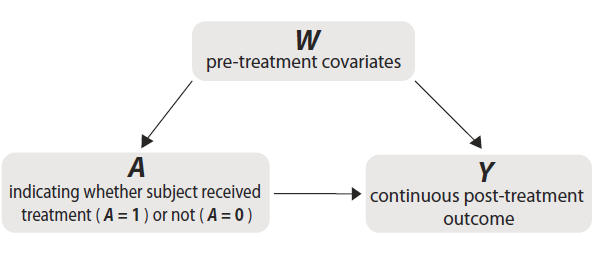 W
pre-treatment covariates
A
indicating whether subject received
treatment ( A = 1 ) or not ( A = 0 )
Y
continuous post-treatment
outcome